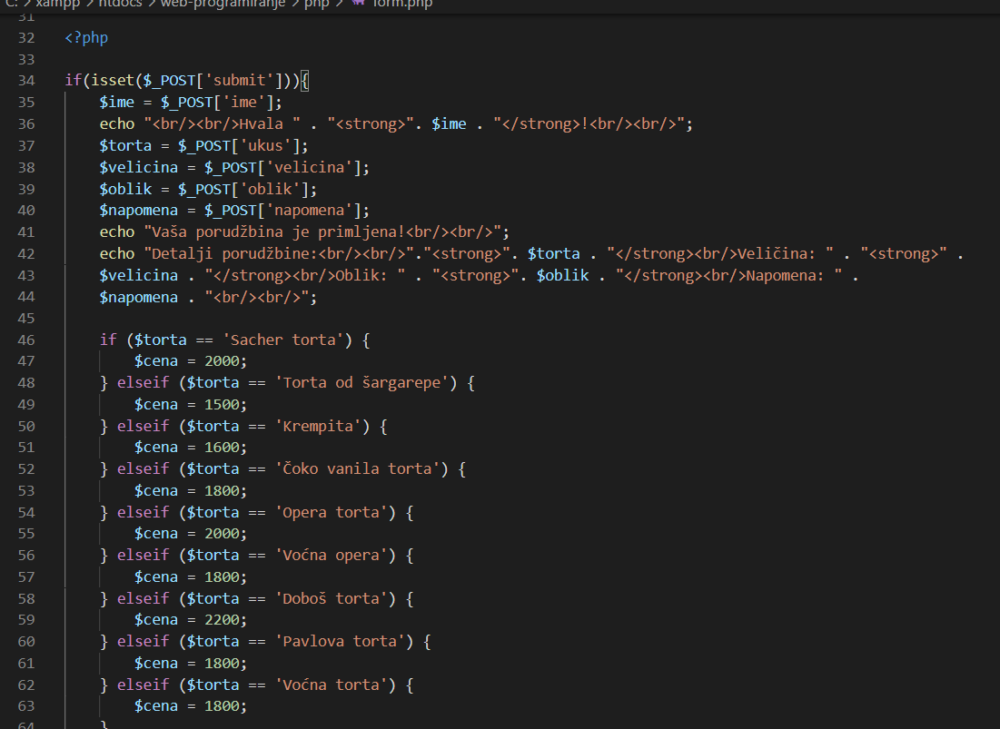 C: > xampp > htdocs > web-programiranje > php > form.php
31
32 <?php
33
34 if(isset($_POST['submit'])){
35 $ime = $_POST['ime'];
36 echo "<br/><br/>Hvala " . "<strong>". $ime . "</strong>!<br/><br/>";
37 $torta = $_POST['ukus'];
38 $velicina = $_POST['velicina'];
39 $oblik = $_POST['oblik'];
40 $napomena = $_POST['napomena'];
41 echo "Vaša porudžbina je primljena!<br/><br/>";
42 echo "Detalji porudžbine:<br/><br/>"."<strong>". $torta . "</strong><br/>Veličina: " . "<strong>" .
43 $velicina . "</strong><br/>Oblik: " . "<strong>". $oblik . "</strong><br/>Napomena: " .
44 $napomena . "<br/><br/>";
45
46 if ($torta == 'Sacher torta') {
47 $cena = 2000;
48 } elseif ($torta == 'Torta od šargarepe') {
49 $cena = 1500;
50 } elseif ($torta == 'Krempita') {
51 $cena = 1600;
52 } elseif ($torta == 'Čoko vanila torta') {
53 $cena = 1800;
54 } elseif ($torta == 'Opera torta') {
55 $cena = 2000;
56 } elseif ($torta == 'Voćna opera') {
57 $cena = 1800;
58 } elseif ($torta == 'Doboš torta') {
59 $cena = 2200;
60 } elseif ($torta == 'Pavlova torta') {
61 $cena = 1800;
62 } elseif ($torta == 'Voćna torta') {
63 $cena = 1800;
64 }